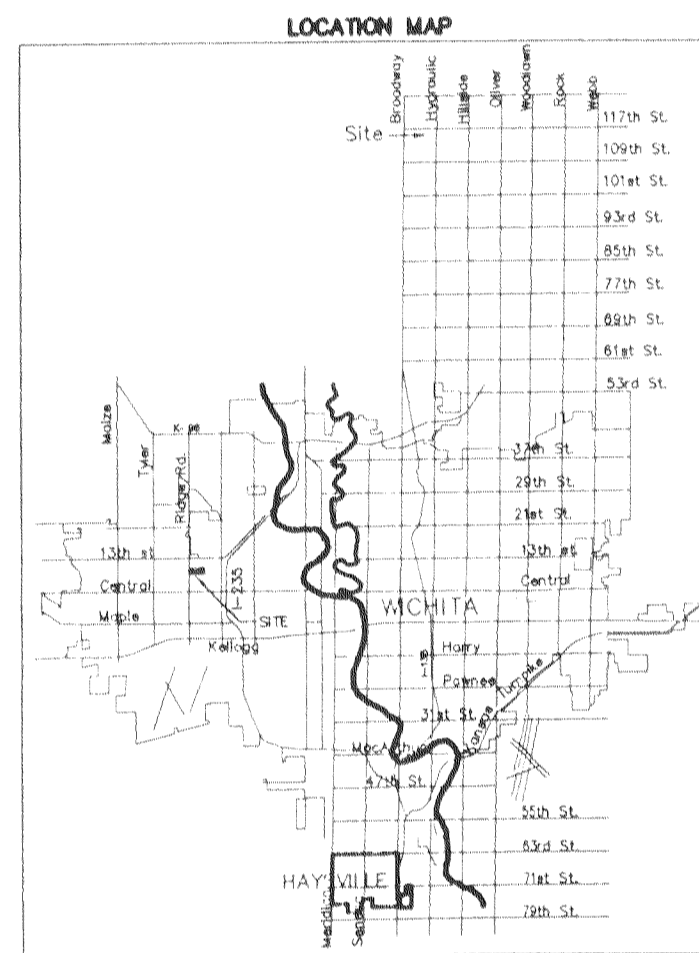 LOCATION MAP
Broadway
Hydraulic
Hillside
Oliver
Woodlawn
Rock
Webb
117th St.
Site
109th St.
101st St.
93rd St.
85th St.
77th St.
69th St.
61st St.
53rd St.
Maize
Tyler
K-96
Ridge Rd.
37th St.
29th St.
21st St.
13th st
13th st
Central
Central
I-235
WICHITA
Maple
SITE
Kellogg
Harry
Pawnee
Turnpike
31st St.
Kansas
MacArthur
47th St.
55th St.
63rd St.
HAYSVILLE
71st St.
79th St.
Meridian
Seneca